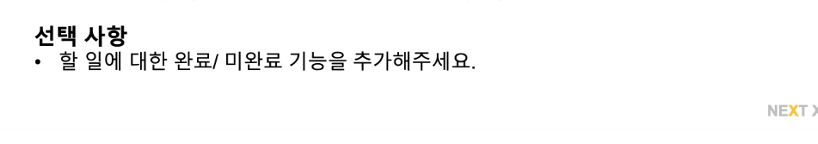 선택 사항
• 할 일에 대한 완료/ 미완료 기능을 추가해주세요.
NEXT X